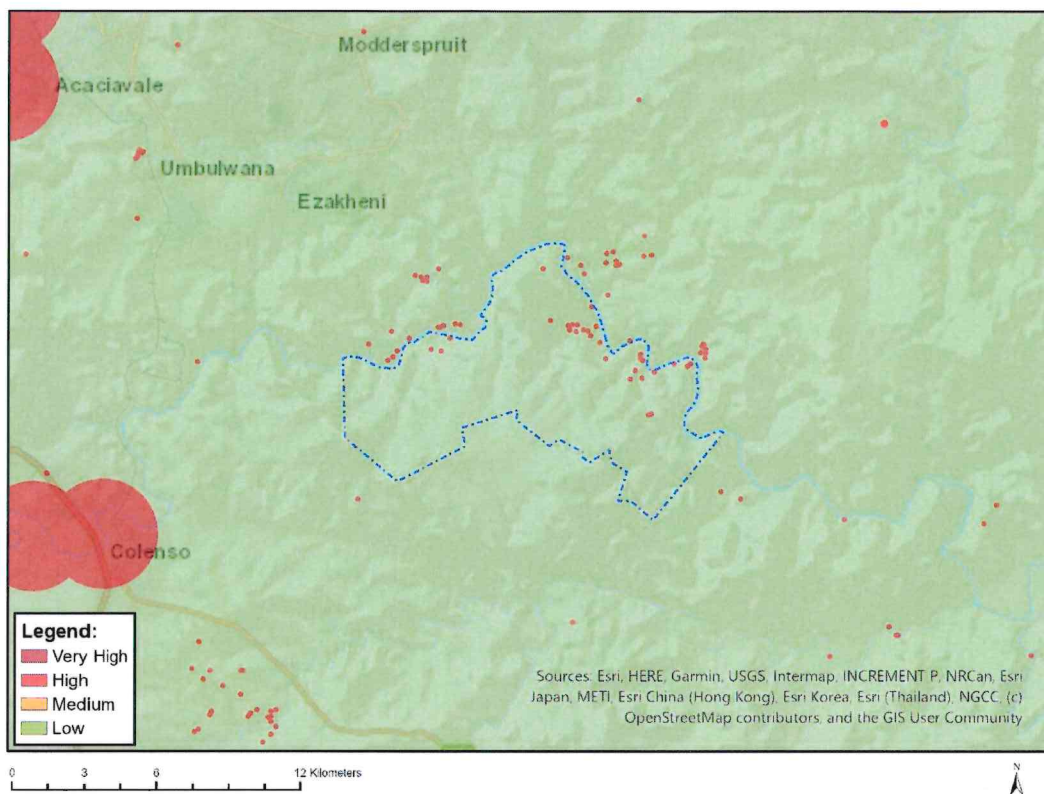 Modderspruit
Acaciavale
Umbulwana
Ezakheni
Colenso
Legend:
Very High
High
Medium
Low
Sources: Esri, HERE, Garmin, USGS, Intermap, INCREMENT P, NRCan, Esri
Japan, METI, Esri China (Hong Kong), Esri Korea, Esri (Thailand), NGCC, (c)
OpenStreetMap contributors, and the GIS User Community
0 3 6 12 Kilometers
N